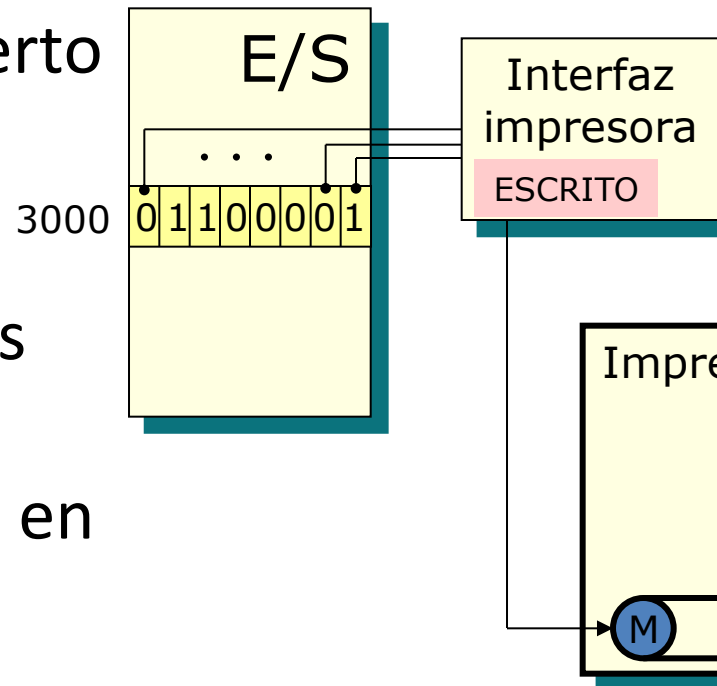 erto
E/S
Interfaz
impresora
. . .
ESCRITO
3000 0 1 1 0 0 0 0 1
s
Impre
en
M